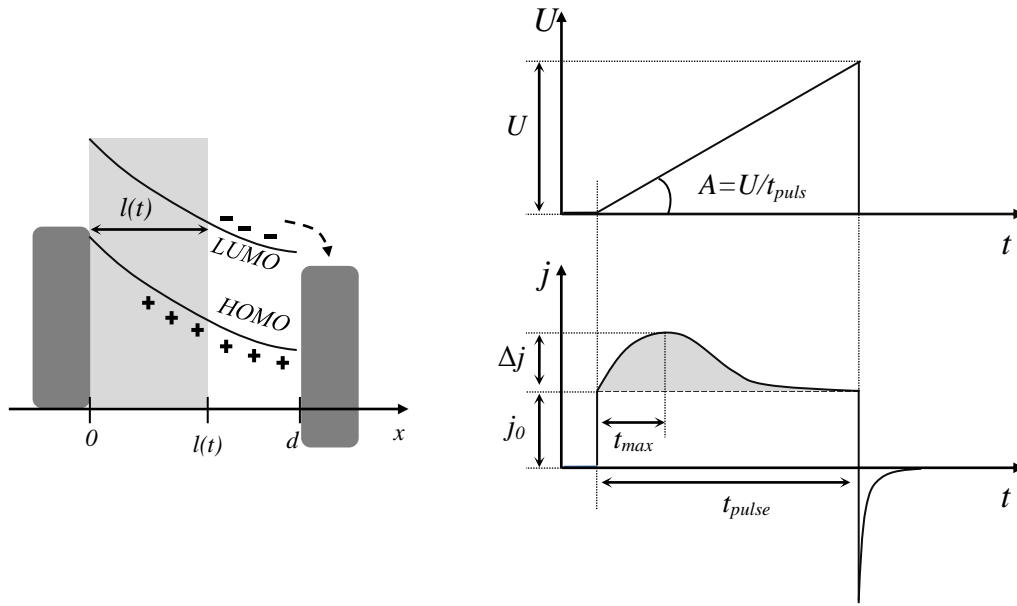 l(t)
LUMO
HOMO
0
l(t)
d
x
U
U
A=U/t_puls
t
j
Δj
j_0
t_max
t_pulse
t